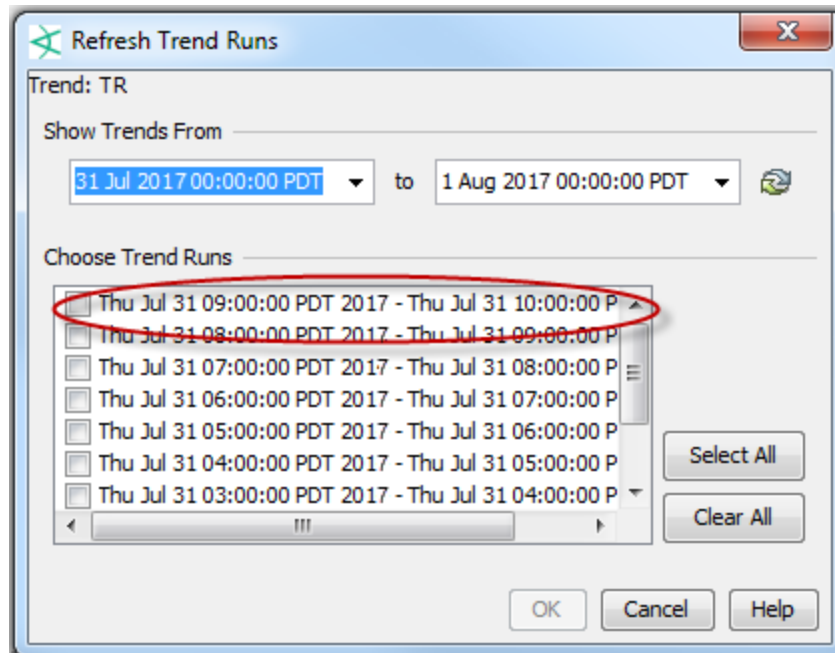 Refresh Trend Runs
Trend: TR
Show Trends From
31 Jul 2017 00:00:00 PDT to 1 Aug 2017 00:00:00 PDT
Choose Trend Runs
Thu Jul 31 09:00:00 PDT 2017 - Thu Jul 31 10:00:00 P
Thu Jul 31 08:00:00 PDT 2017 - Thu Jul 31 09:00:00 P
Thu Jul 31 07:00:00 PDT 2017 - Thu Jul 31 08:00:00 P
Thu Jul 31 06:00:00 PDT 2017 - Thu Jul 31 07:00:00 P
Thu Jul 31 05:00:00 PDT 2017 - Thu Jul 31 06:00:00 P
Thu Jul 31 04:00:00 PDT 2017 - Thu Jul 31 05:00:00 P
Thu Jul 31 03:00:00 PDT 2017 - Thu Jul 31 04:00:00 P
Select All
Clear All
OK Cancel Help